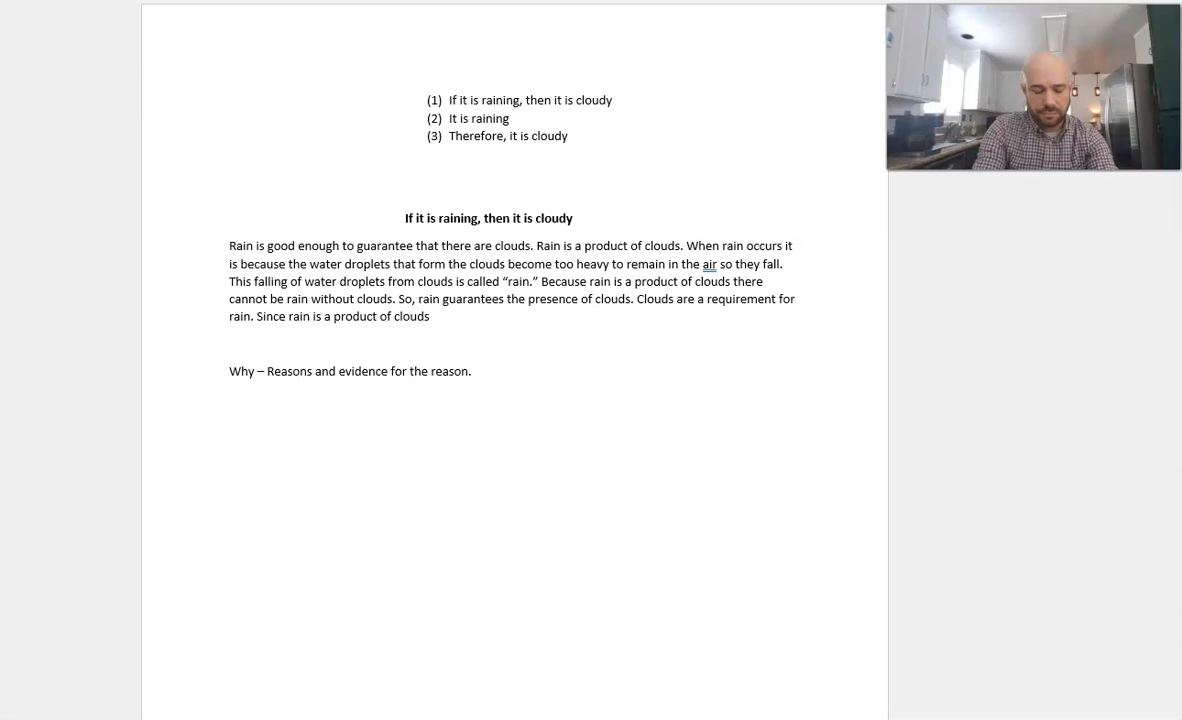 (1) If it is raining, then it is cloudy
(2) It is raining
(3) Therefore, it is cloudy
If it is raining, then it is cloudy
Rain is good enough to guarantee that there are clouds. Rain is a product of clouds. When rain occurs it
is because the water droplets that form the clouds become too heavy to remain in the air so they fall.
This falling of water droplets from clouds is called “rain.” Because rain is a product of clouds there
cannot be rain without clouds. So, rain guarantees the presence of clouds. Clouds are a requirement for
rain. Since rain is a product of clouds
Why – Reasons and evidence for the reason.